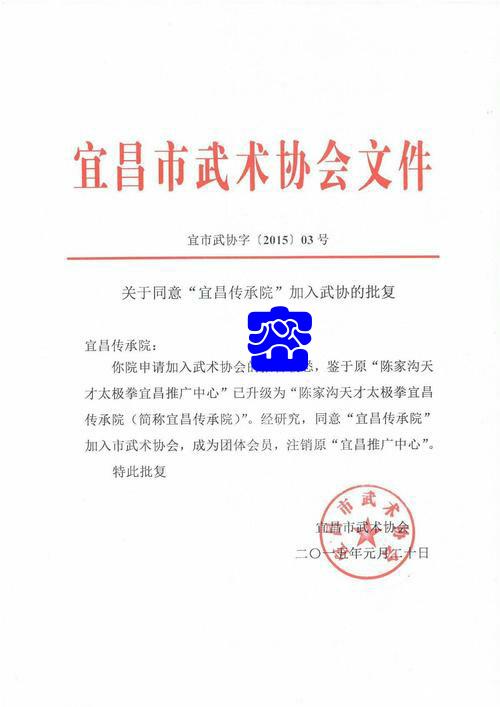 宜昌市武术协会文件
宜市武协字〔2015〕03号
关于同意“宜昌传承院”加入武协的批复
宜昌传承院：
你院申请加入武术协会的悉，鉴于原“陈家沟天
才太极拳宜昌推广中心”已升级为“陈家沟天才太极拳宜昌
传承院（简称宜昌传承院）”。经研究，同意“宜昌传承院”
加入市武术协会，成为团体会员，注销原“宜昌推广中心”。
特此批复
宜昌市武术协会
二〇一五年元月二十日
宜昌市武术协会